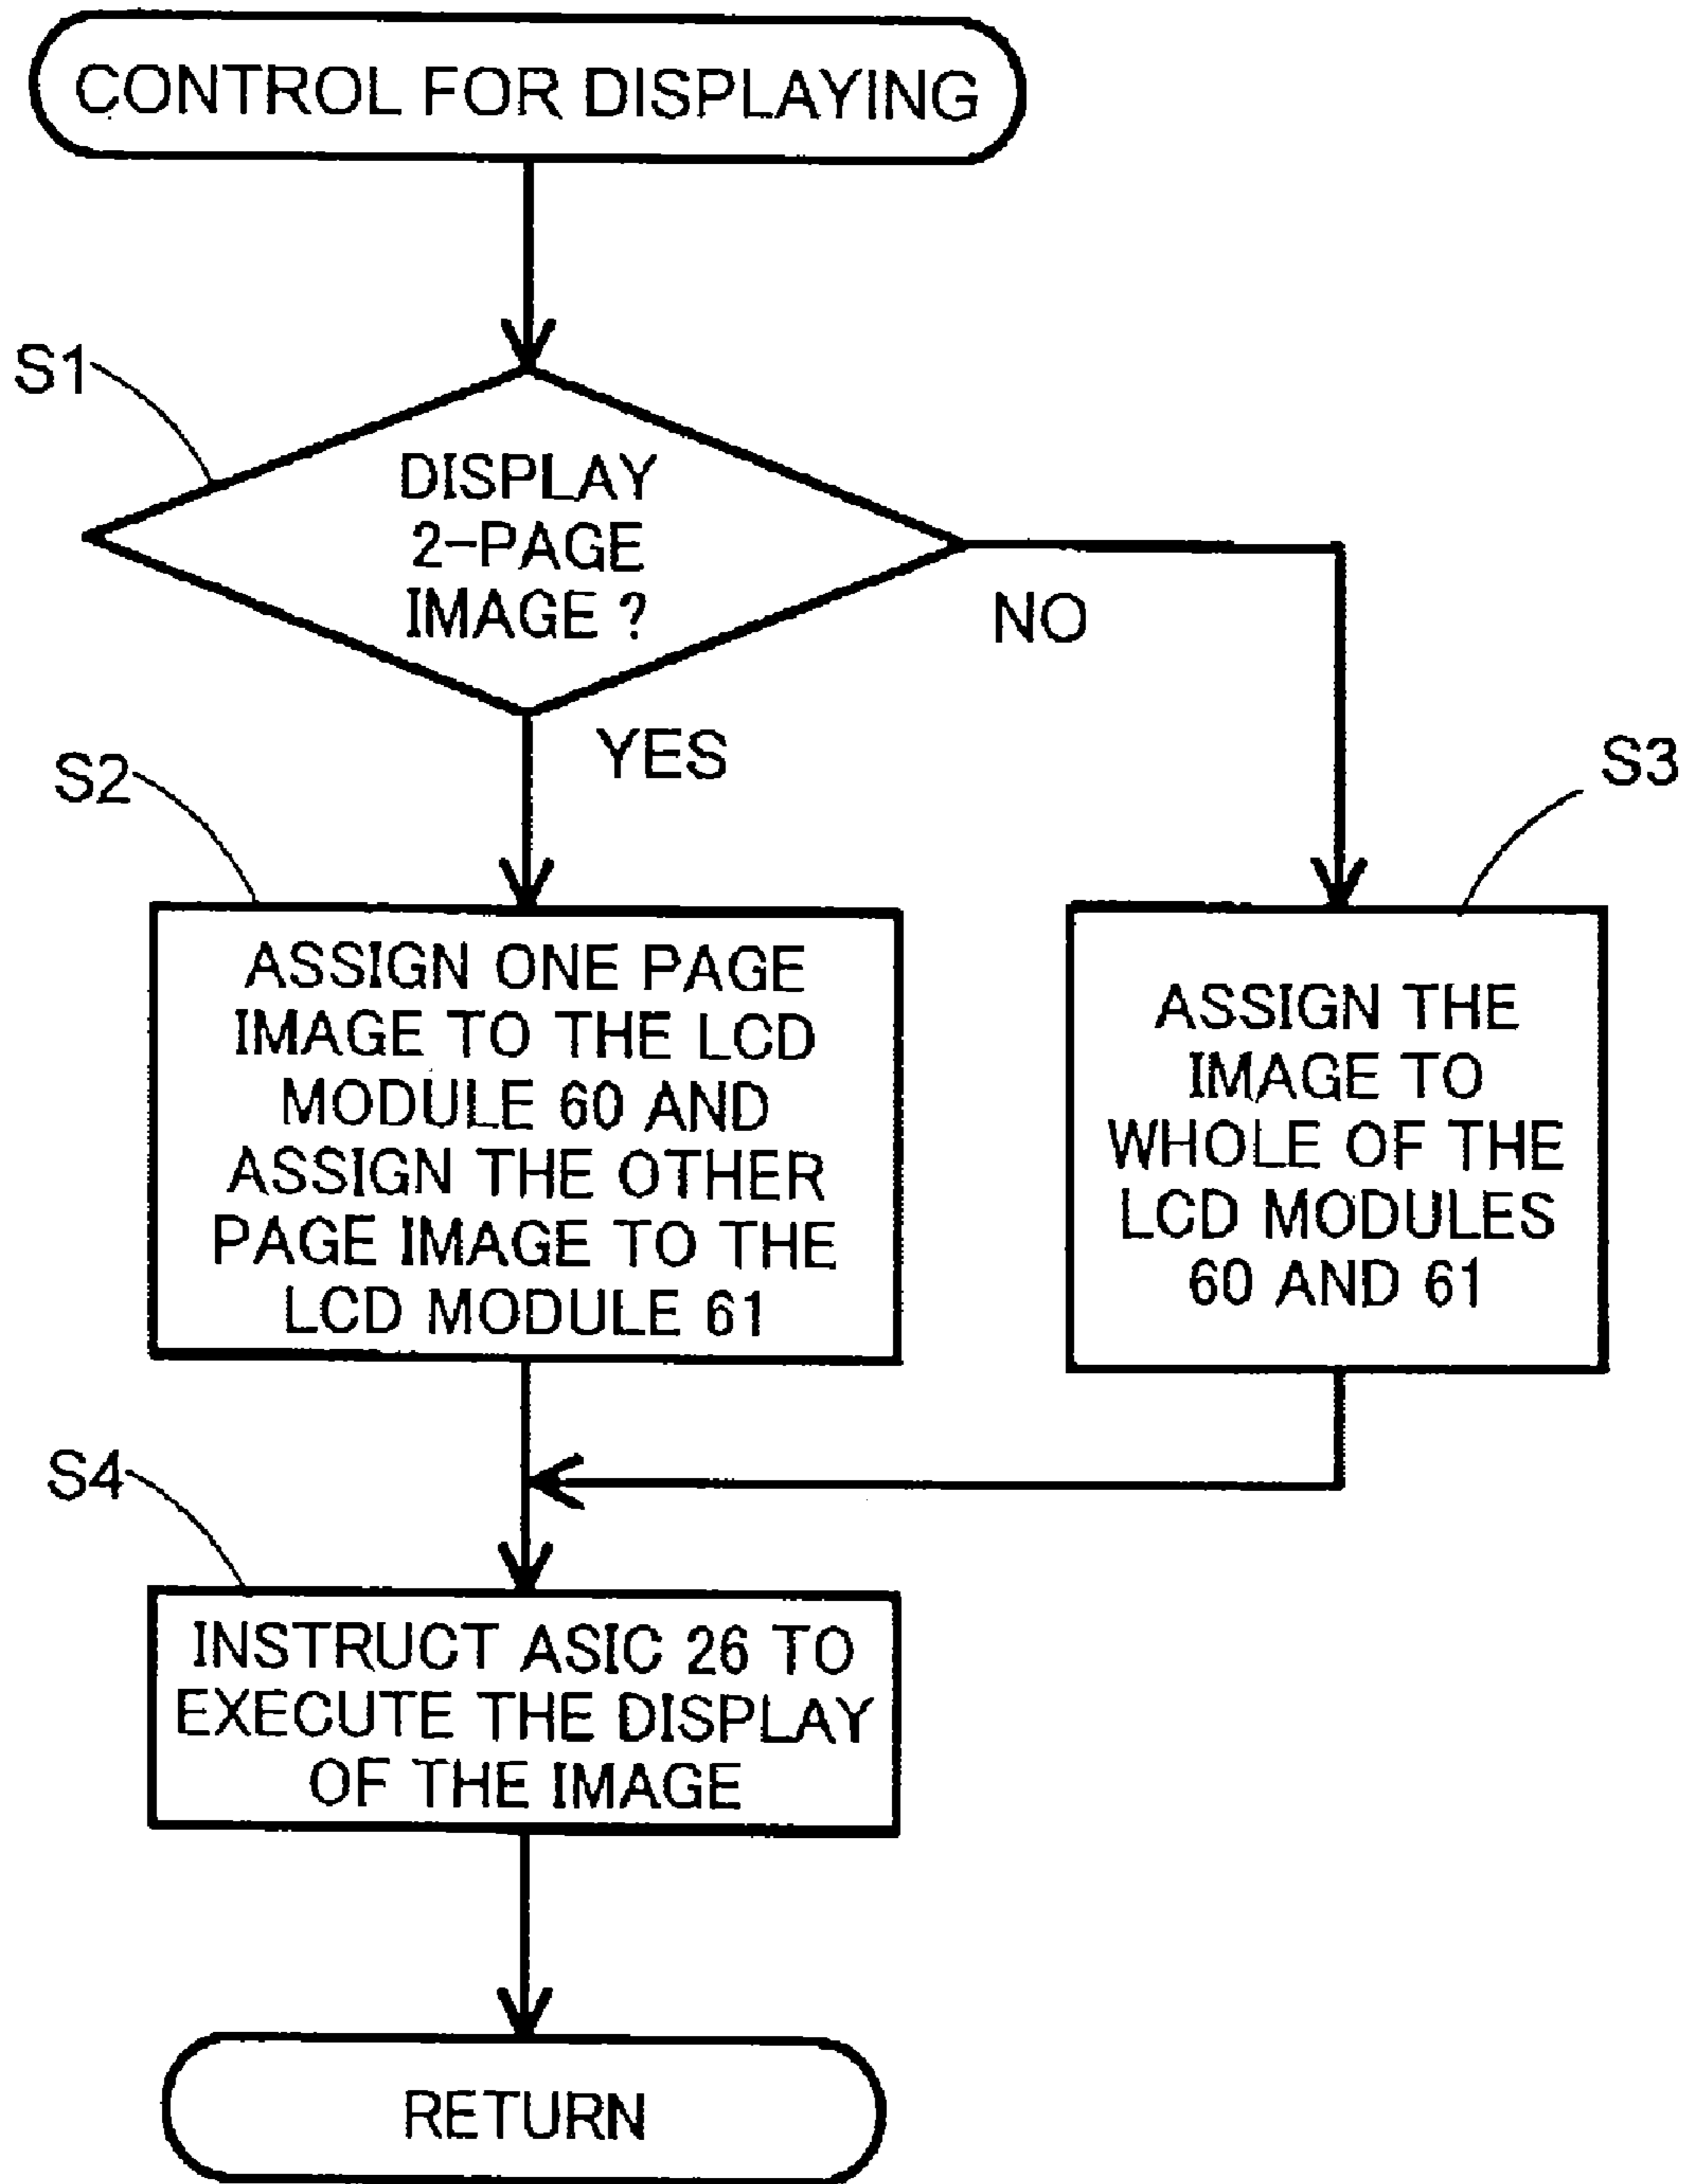 CONTROL FOR DISPLAYING
S1
DISPLAY
2-PAGE
IMAGE ?
NO
YES
S2
ASSIGN ONE PAGE
IMAGE TO THE LCD
MODULE 60 AND
ASSIGN THE OTHER
PAGE IMAGE TO THE
LCD MODULE 61
S3
ASSIGN THE
IMAGE TO
WHOLE OF THE
LCD MODULES
60 AND 61
S4
INSTRUCT ASIC 26 TO
EXECUTE THE DISPLAY
OF THE IMAGE
RETURN